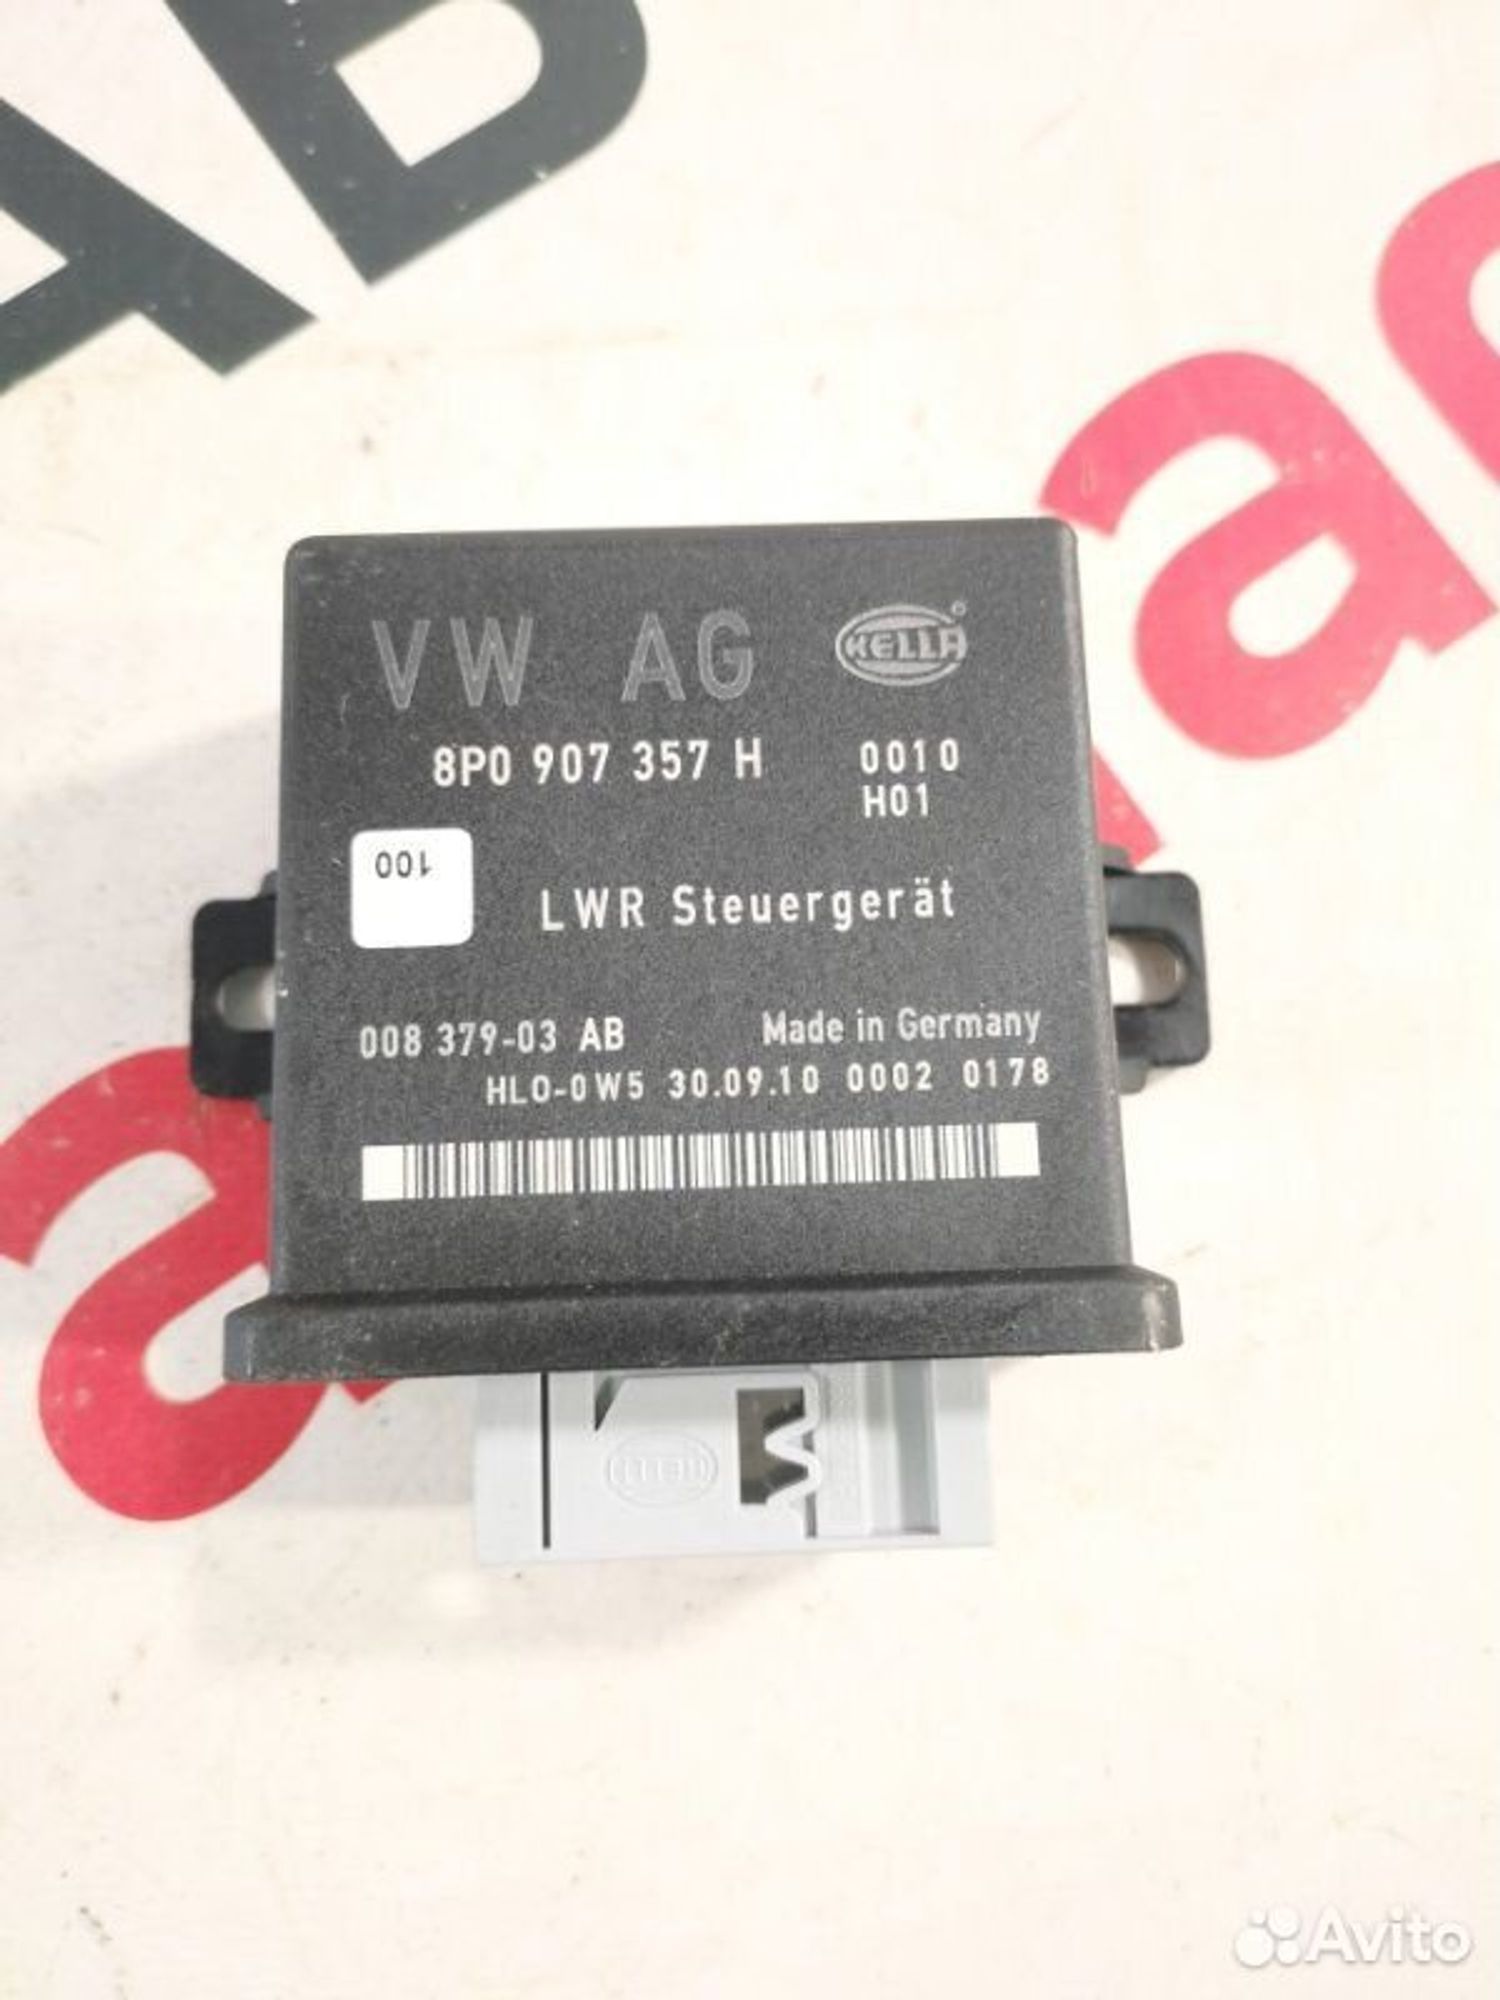 VW AG HELLA®
8P0 907 357 H 0010
H01
100
LWR Steuergerät
008 379-03 AB Made in Germany
HLO-0W5 30.09.10 0002 0178
HELLA
Avito